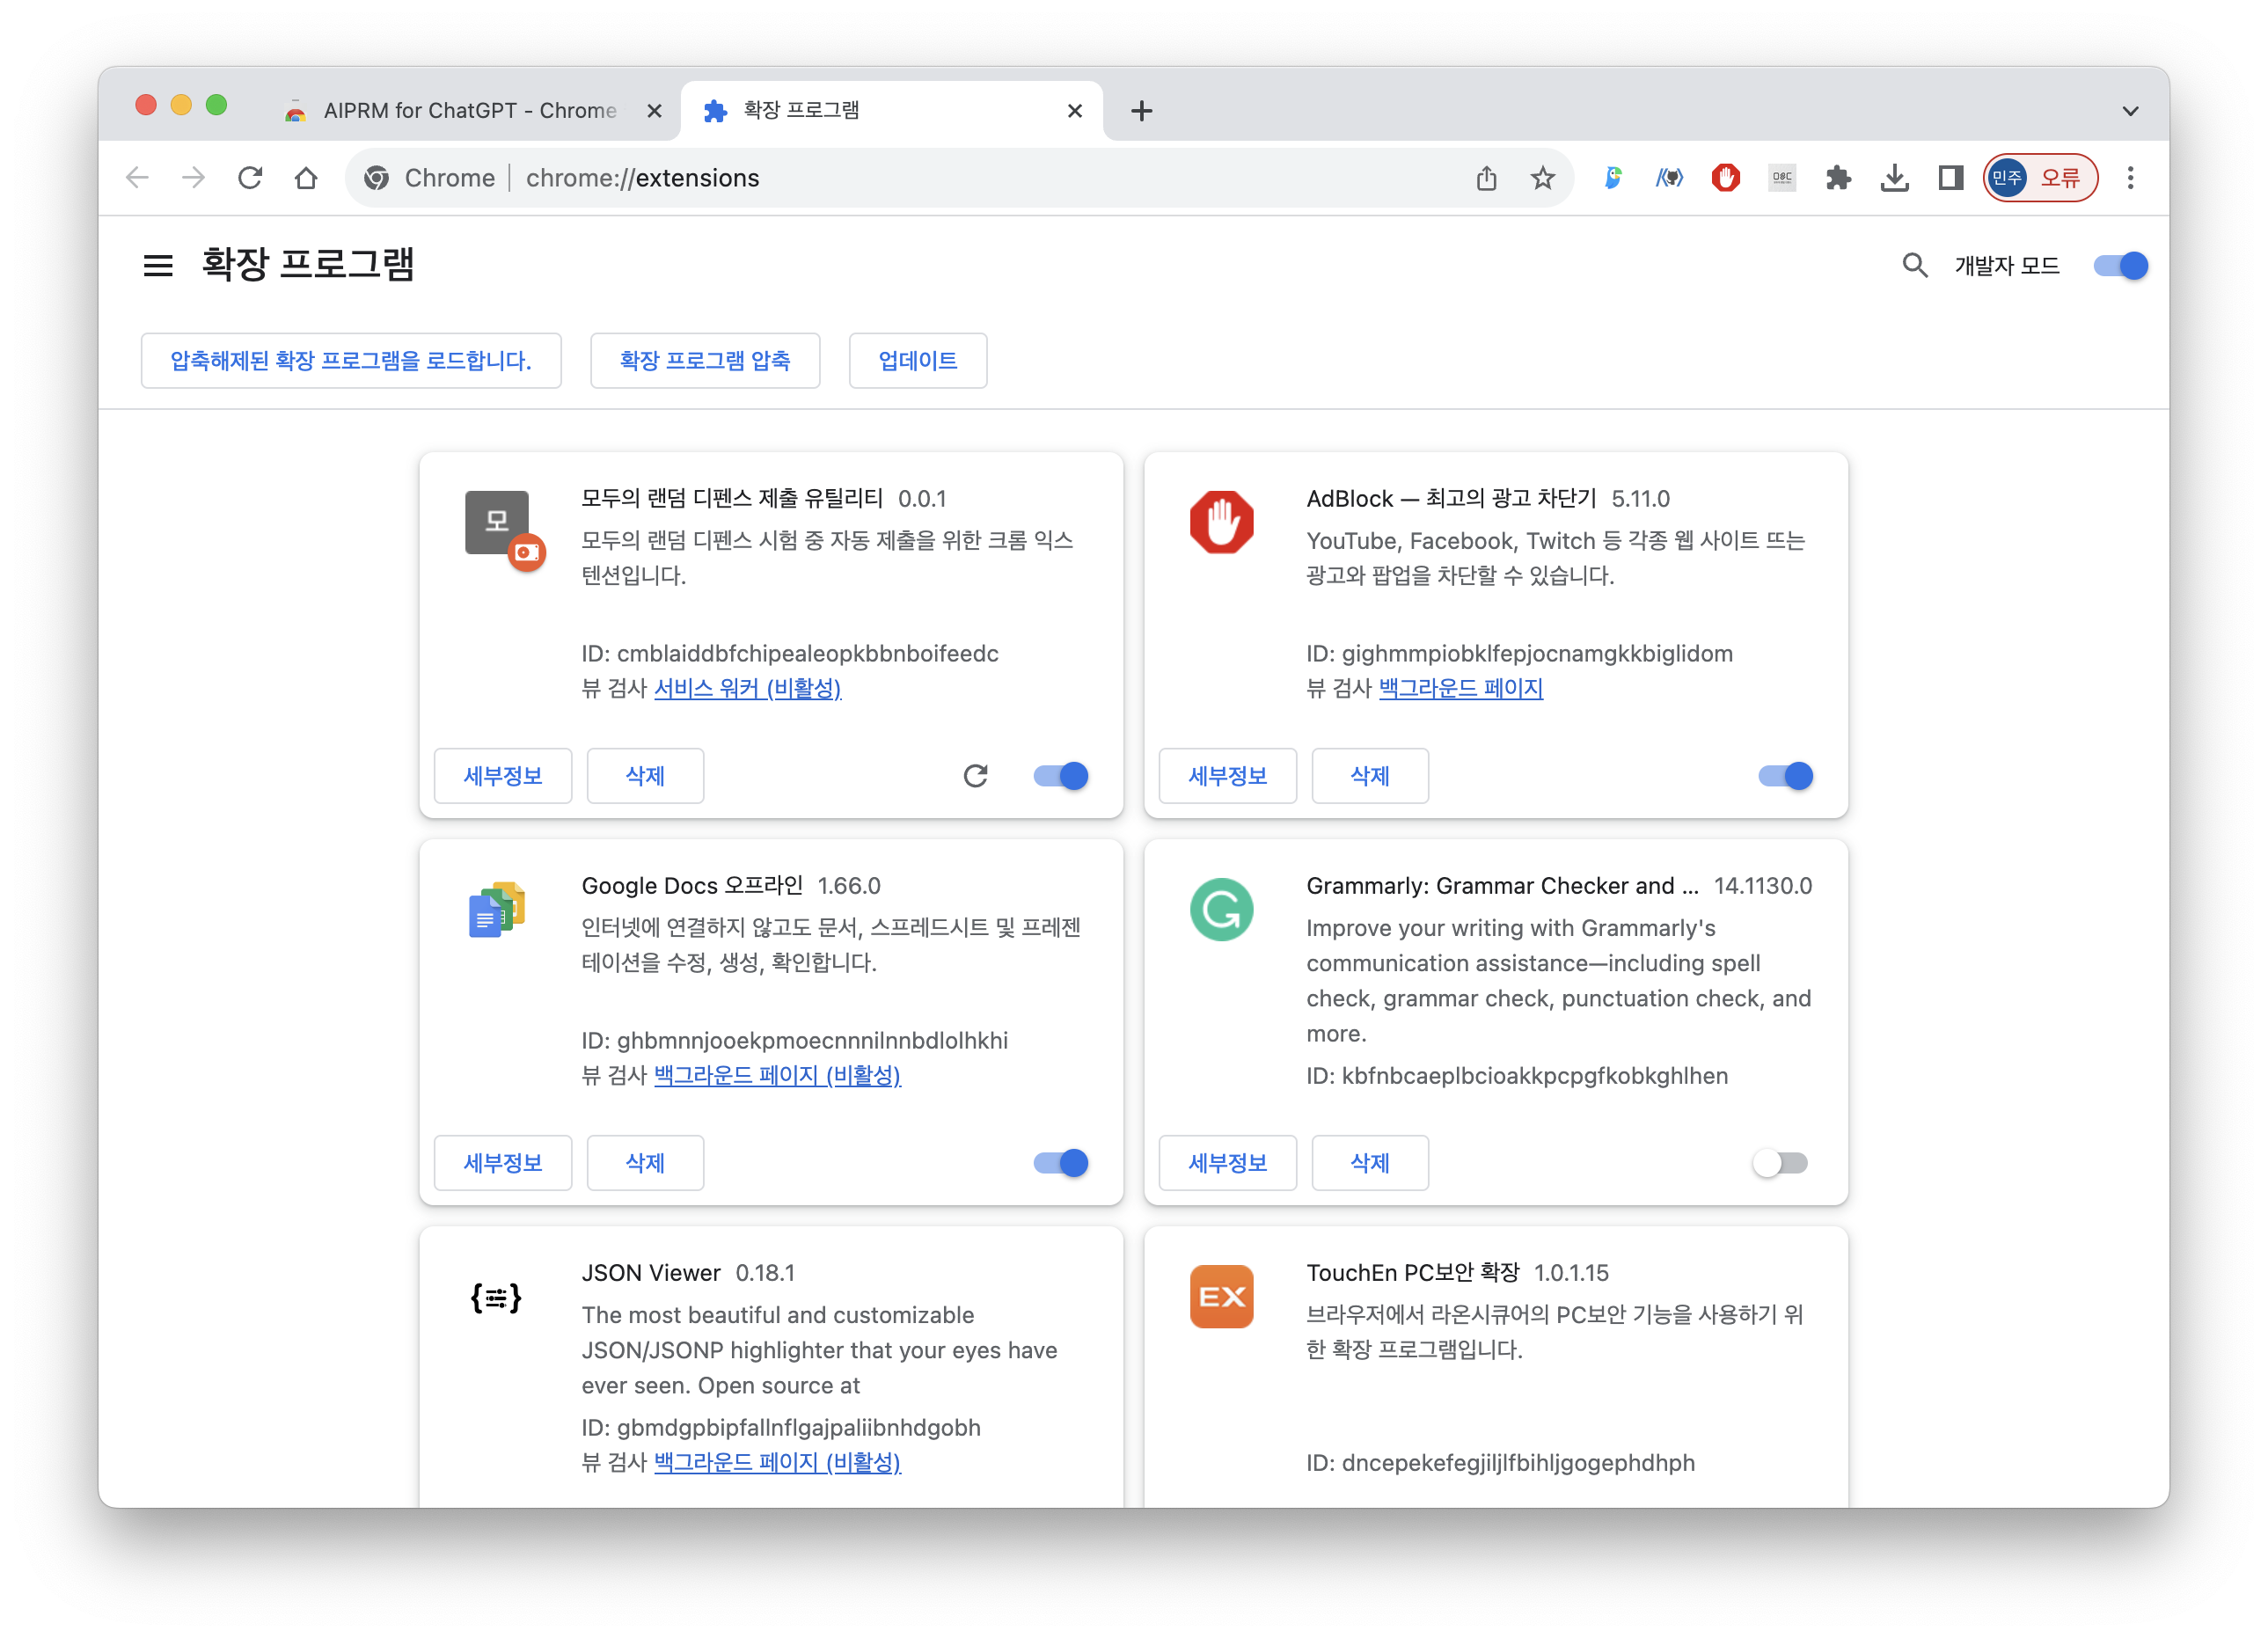 AIPRM for ChatGPT - Chrome
확장 프로그램
Chrome
chrome://extensions
민주
오류
확장 프로그램
개발자 모드
압축해제된 확장 프로그램을 로드합니다.
확장 프로그램 압축
업데이트
모
모두의 랜덤 디펜스 제출 유틸리티 0.0.1
모두의 랜덤 디펜스 시험 중 자동 제출을 위한 크롬 익스
텐션입니다.
ID: cmblaiddbfchipealeopkbbnboifeedc
뷰 검사 서비스 워커 (비활성)
세부정보
삭제
AdBlock — 최고의 광고 차단기 5.11.0
YouTube, Facebook, Twitch 등 각종 웹 사이트 뜨는
광고와 팝업을 차단할 수 있습니다.
ID: gighmmpiobklfepjocnamgkkbiglidom
뷰 검사 백그라운드 페이지
세부정보
삭제
Google Docs 오프라인 1.66.0
인터넷에 연결하지 않고도 문서, 스프레드시트 및 프레젠
테이션을 수정, 생성, 확인합니다.
ID: ghbmnnjooekpmoecnnnilnnbdlolhkhi
뷰 검사 백그라운드 페이지 (비활성)
세부정보
삭제
Grammarly: Grammar Checker and ... 14.1130.0
Improve your writing with Grammarly's
communication assistance—including spell
check, grammar check, punctuation check, and
more.
ID: kbfnbcaeplbcioakkpcpgfkobkghlhen
세부정보
삭제
JSON Viewer 0.18.1
The most beautiful and customizable
JSON/JSONP highlighter that your eyes have
ever seen. Open source at
ID: gbmdgpbipfallnflgajpaliibnhdgobh
뷰 검사 백그라운드 페이지 (비활성)
EX
TouchEn PC보안 확장 1.0.1.15
브라우저에서 라온시큐어의 PC보안 기능을 사용하기 위
한 확장 프로그램입니다.
ID: dncepekefegjiljlfbihljgogephdhph